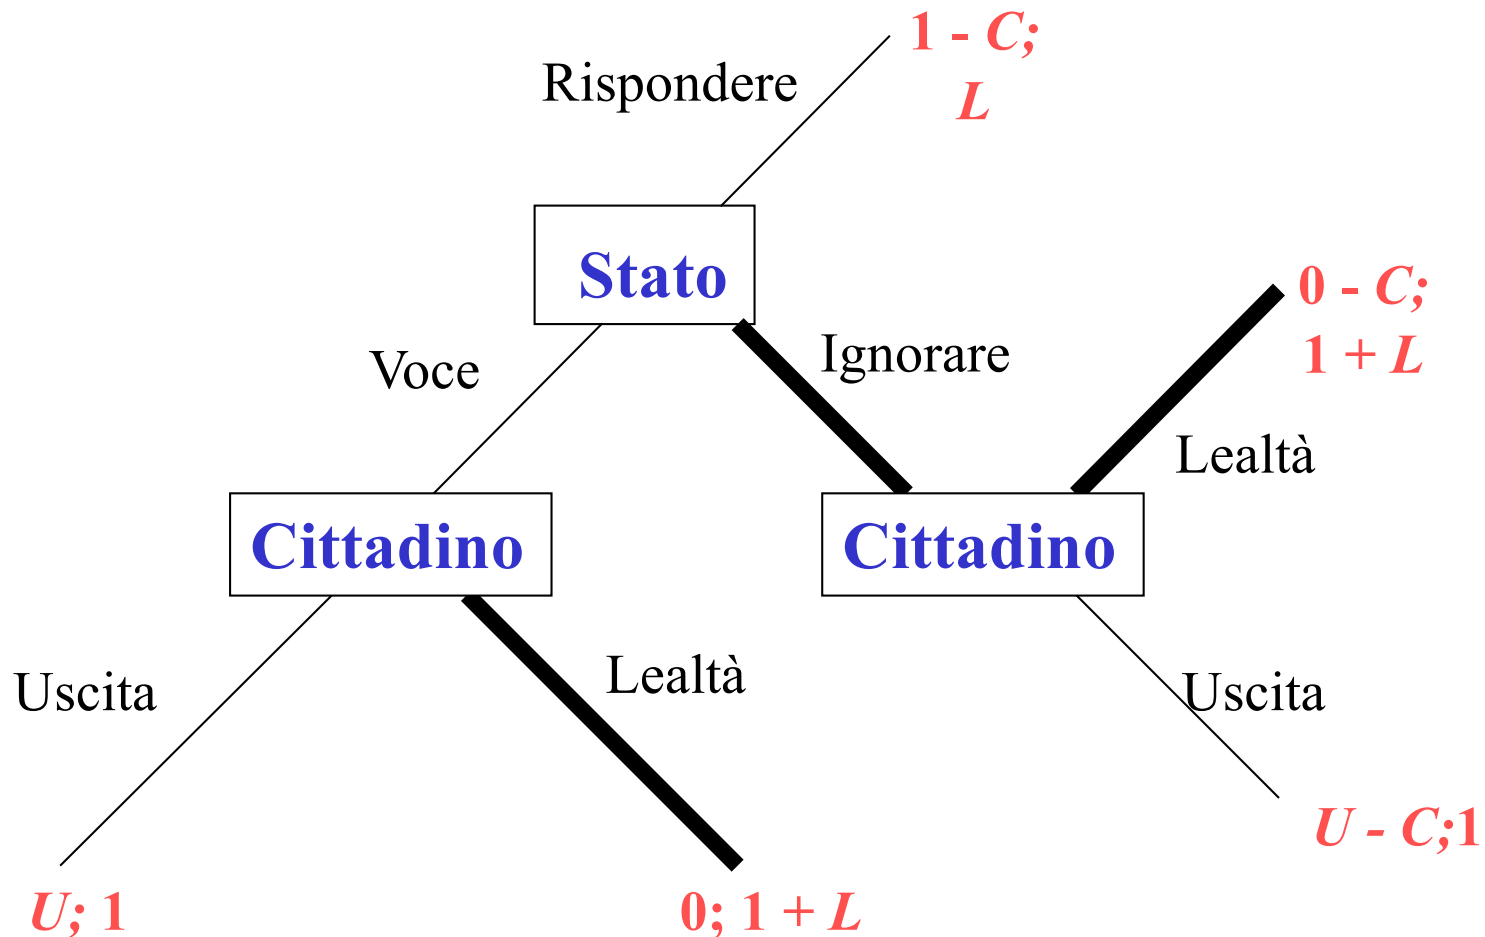 1 - C;
L
Rispondere
Stato
0 - C;
1 + L
Voce
Ignorare
Lealtà
Cittadino
Cittadino
Uscita
Lealtà
Uscita
U - C;1
U; 1
0; 1 + L